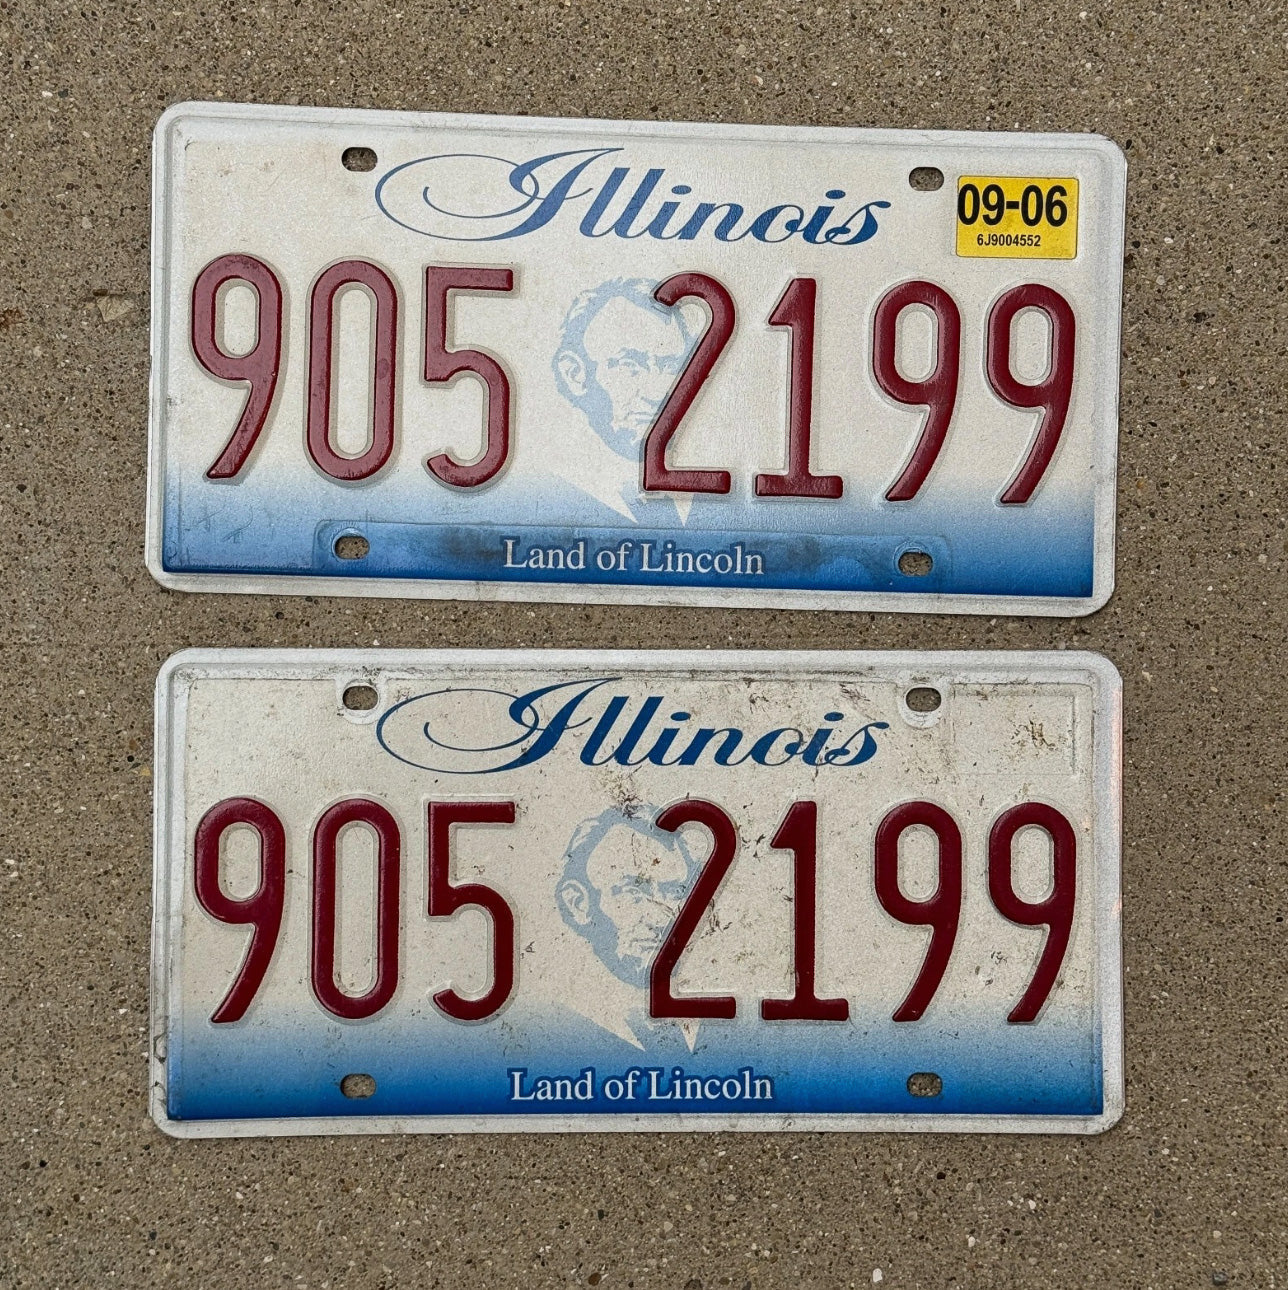 Illinois
09-06
6J9004552
905 2199
Land of Lincoln
Illinois
905 2199
Land of Lincoln